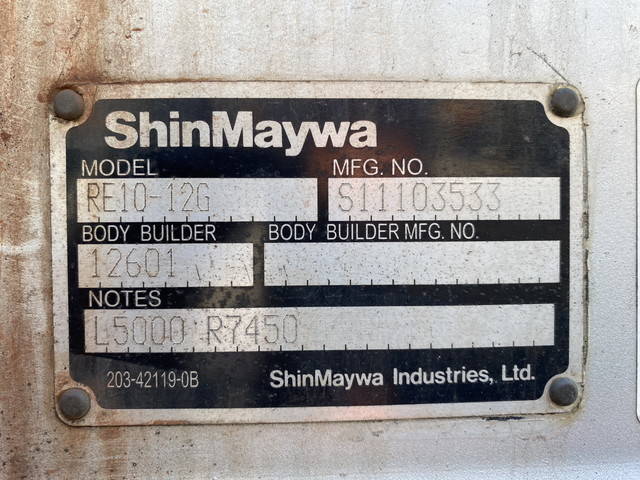 ShinMaywa
MODEL MFG. NO.
RE10-12G S11103533
BODY BUILDER BODY BUILDER MFG. NO.
12601
NOTES
L5000 R7450
203-42119-0B ShinMaywa Industries, Ltd.